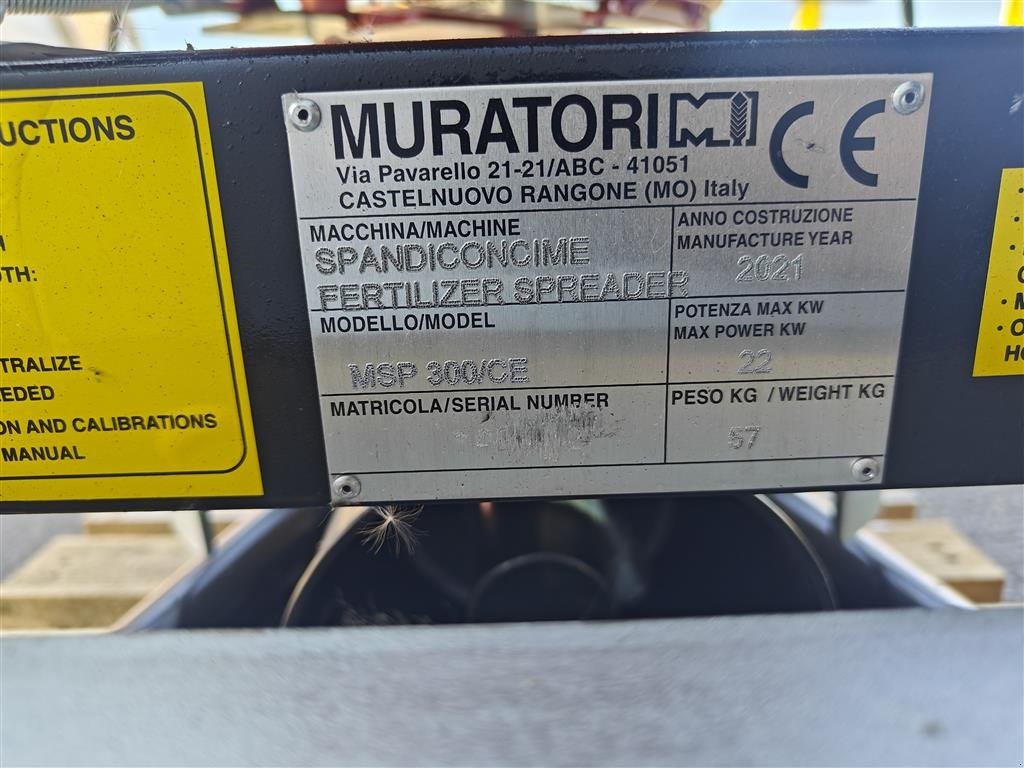 UCTIONS
TH:
TRALIZE
EEDED
ON AND CALIBRATIONS
MANUAL
MURATORI
CE
Via Pavarello 21-21/ABC - 41051
CASTELNUOVO RANGONE (MO) Italy
MACCHINA/MACHINE
SPANDICONCIME
FERTILIZER SPREADER
ANNO COSTRUZIONE
MANUFACTURE YEAR
2021
MODELLO/MODEL
MSP 300/CE
POTENZA MAX KW
MAX POWER KW
22
MATRICOLA/SERIAL NUMBER
PESO KG / WEIGHT KG
57